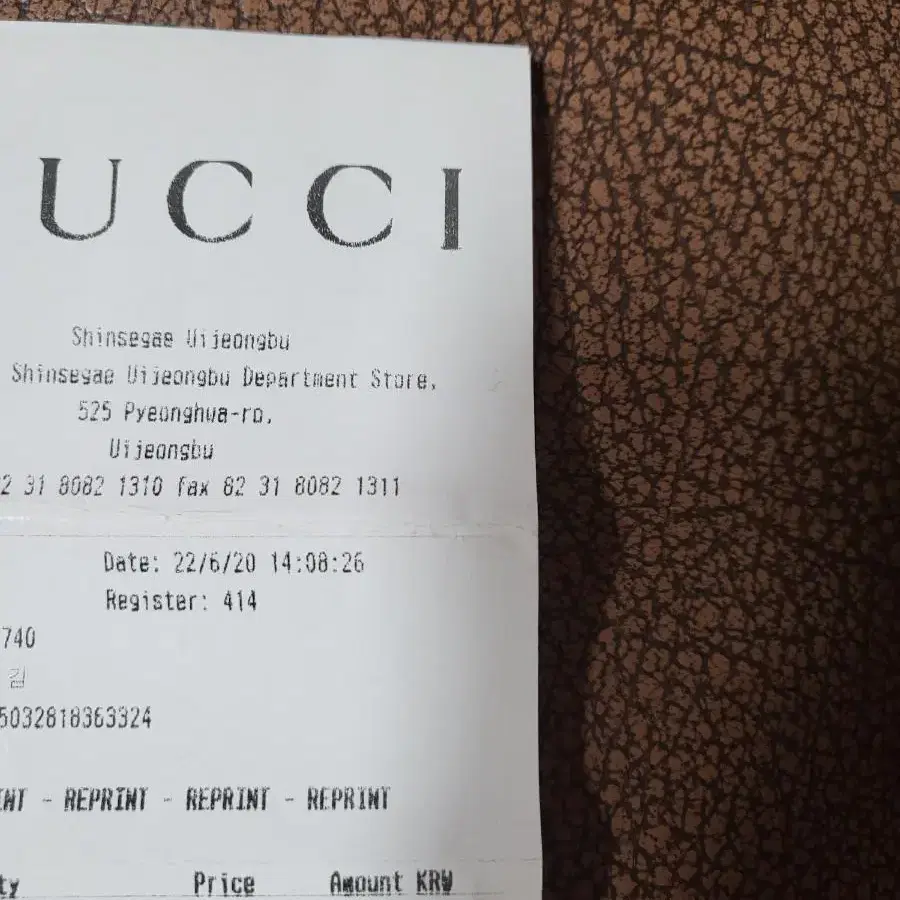 UCCI
Shinsegae Uijeongbu
Shinsegae Uijeongbu Department Store,
525 Pyeonghwa-ro,
Uijeongbu
2 31 8082 1310 fax 82 31 8082 1311
Date: 22/6/20 14:08:26
Register: 414
740
김
5032818363324
INT - REPRINT - REPRINT - REPRINT
ty Price Amount KRW